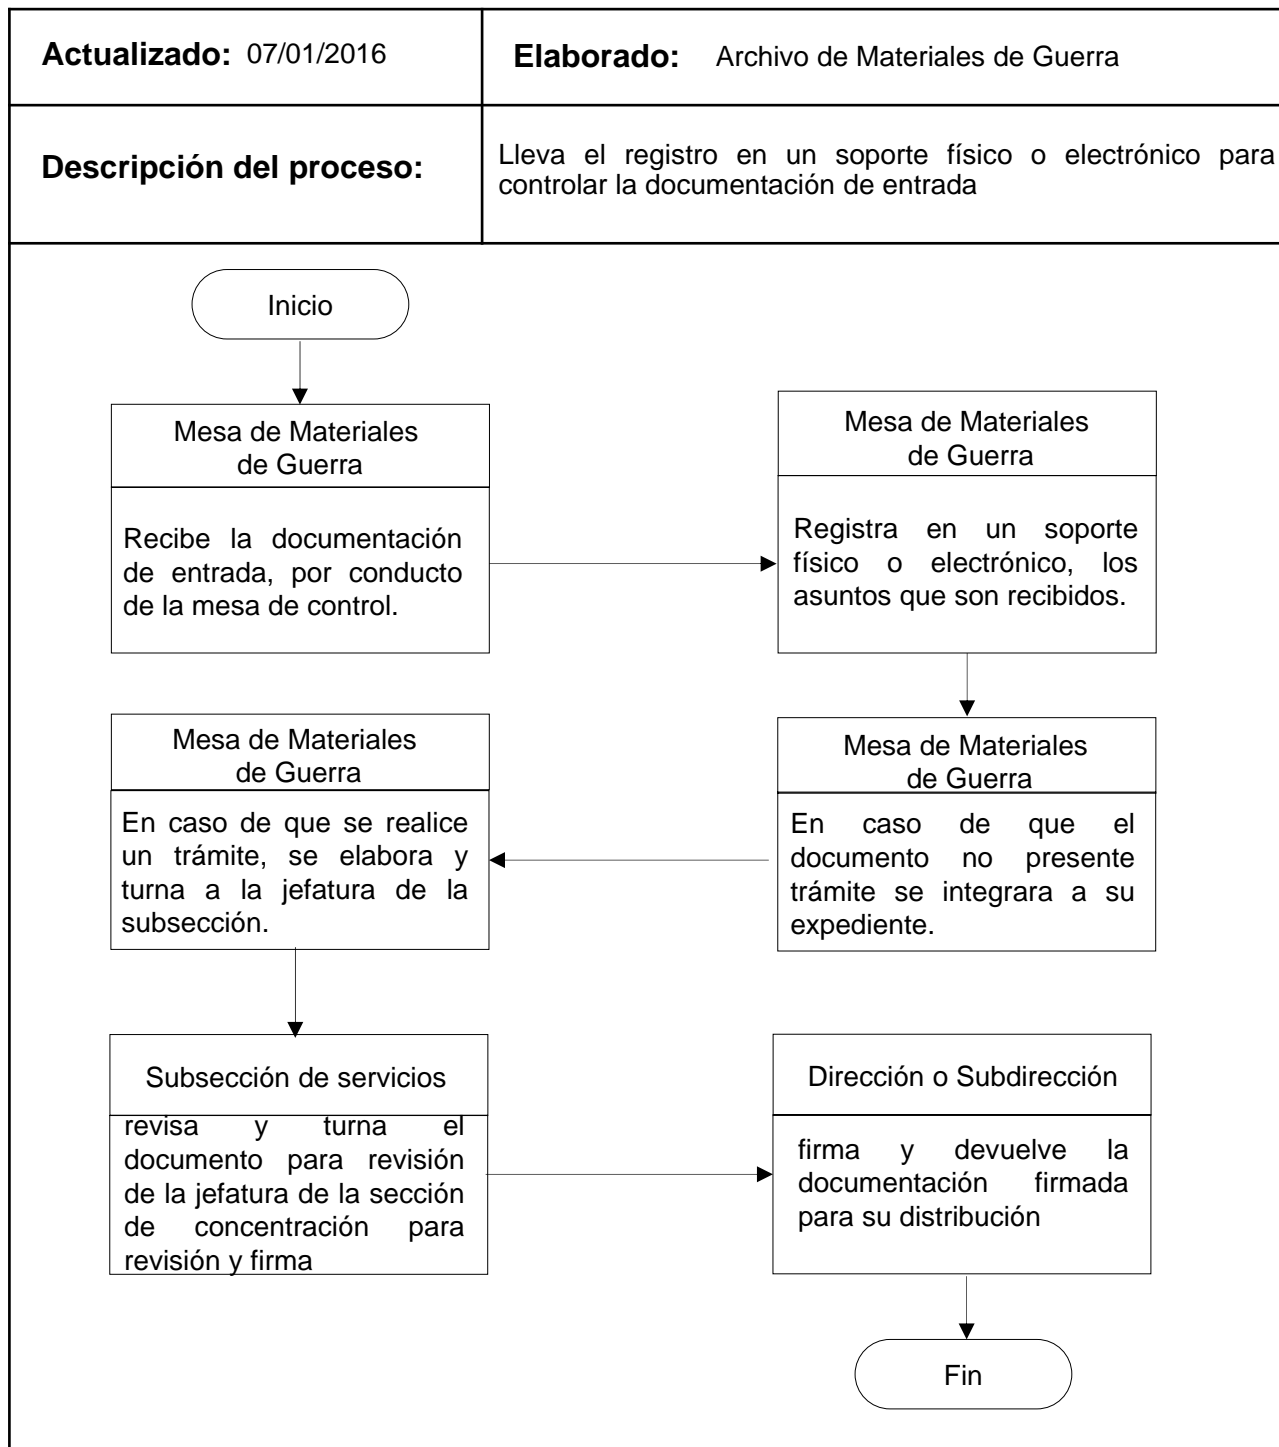 Actualizado: 07/01/2016
Elaborado: Archivo de Materiales de Guerra
Descripción del proceso:
Lleva el registro en un soporte físico o electrónico para
controlar la documentación de entrada
Inicio
Mesa de Materiales
de Guerra
Recibe la documentación
de entrada, por conducto
de la mesa de control.
Mesa de Materiales
de Guerra
Registra en un soporte
físico o electrónico, los
asuntos que son recibidos.
Mesa de Materiales
de Guerra
En caso de que el
documento no presente
trámite se integrara a su
expediente.
Mesa de Materiales
de Guerra
En caso de que se realice
un trámite, se elabora y
turna a la jefatura de la
subsección.
Subsección de servicios
revisa y turna el
documento para revisión
de la jefatura de la sección
de concentración para
revisión y firma
Dirección o Subdirección
firma y devuelve la
documentación firmada
para su distribución
Fin